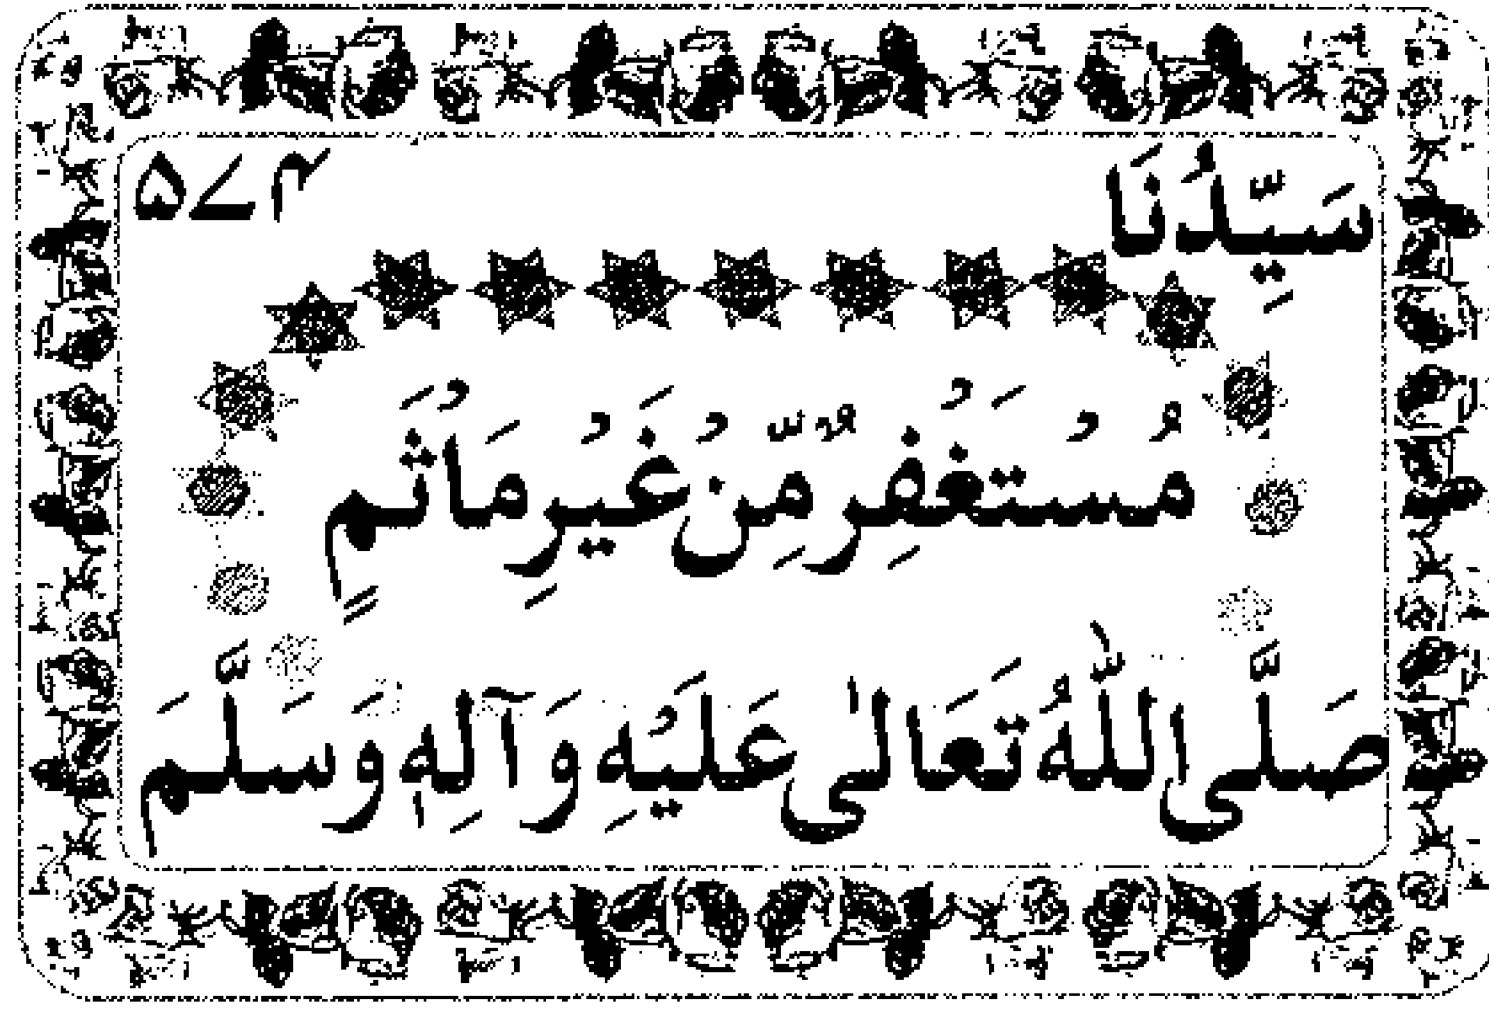 سَیِّدُنَا ۵۷۴
مُسْتَغْفِرٌ مِّنْ غَیْرِ مَاْثَمٍ
صَلَّی اللّٰهُ تَعَالٰی عَلَیْهِ وَ آلِهٖ وَ سَلَّمَ